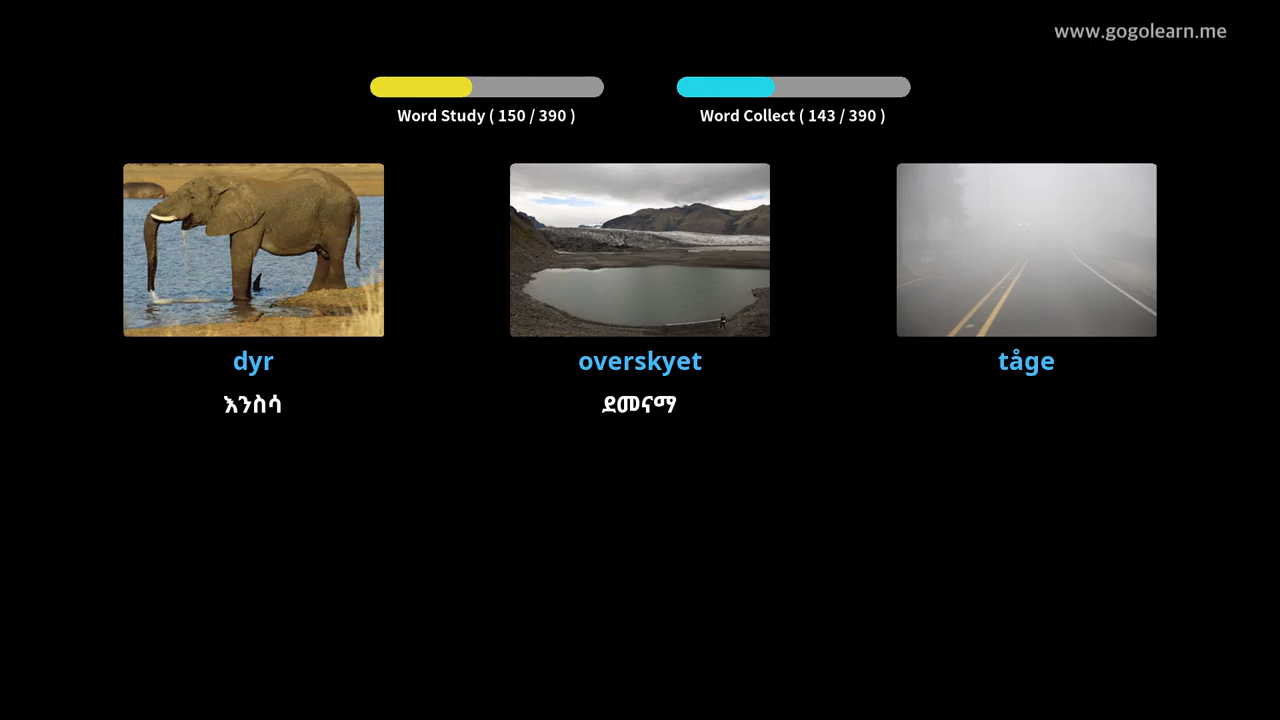 www.gogolearn.me
Word Study ( 150 / 390 )
Word Collect ( 143 / 390 )
dyr
overskyet
tåge
እንስሳ
ደመናማ